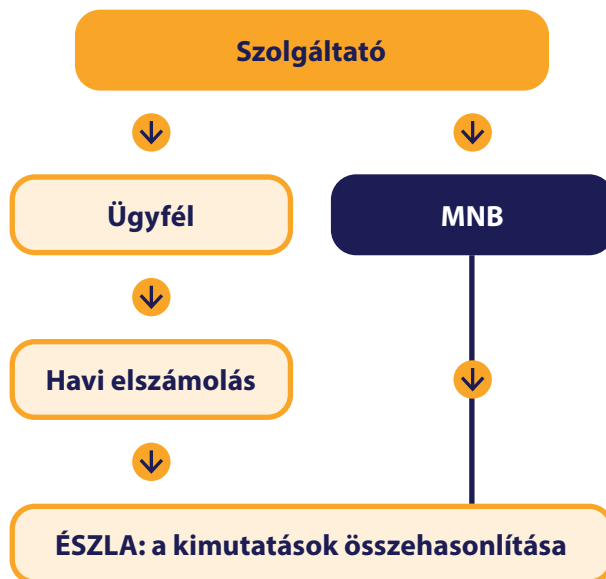 Szolgáltató
Ügyfél
MNB
Havi elszámolás
ÉSZLA: a kimutatások összehasonlítása